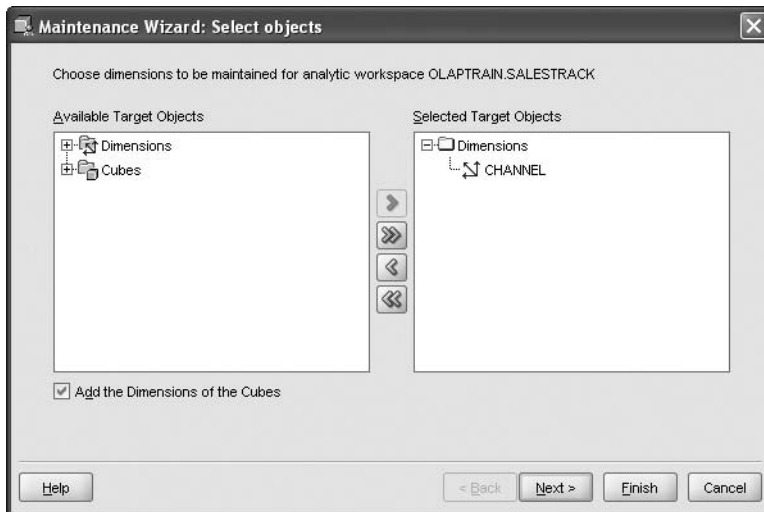 Maintenance Wizard: Select objects
Choose dimensions to be maintained for analytic workspace OLAPTRAIN.SALESTRACK
Available Target Objects
Selected Target Objects
Dimensions
Cubes
Dimensions
CHANNEL
Add the Dimensions of the Cubes
Help
< Back
Next >
Finish
Cancel